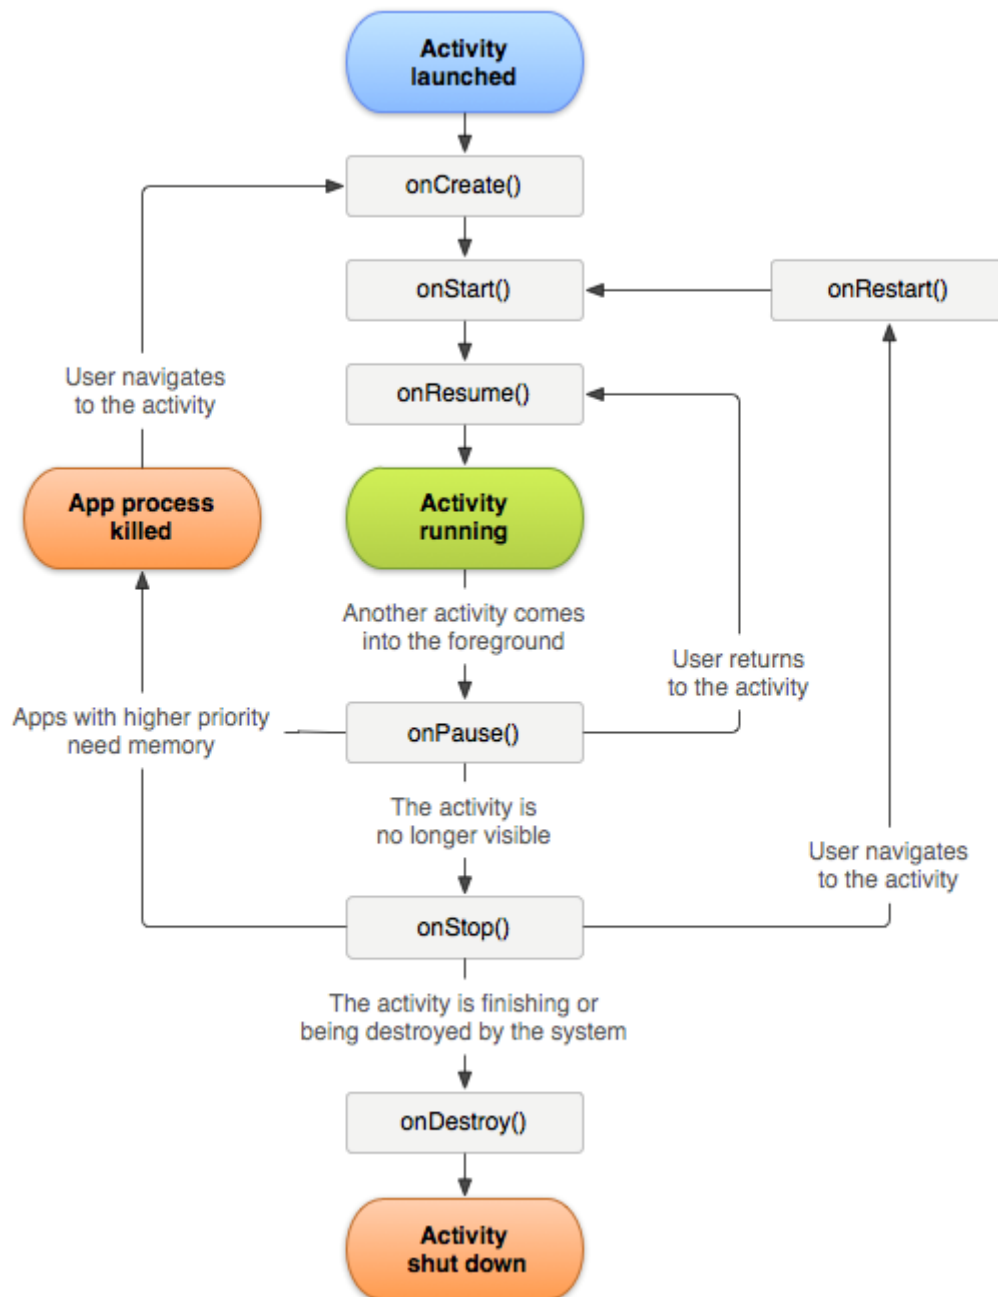 Activity
launched
onCreate()
onStart()
onRestart()
User navigates
to the activity
onResume()
App process
killed
Activity
running
Another activity comes
into the foreground
User returns
to the activity
Apps with higher priority
need memory
onPause()
The activity is
no longer visible
User navigates
to the activity
onStop()
The activity is finishing or
being destroyed by the system
onDestroy()
Activity
shut down